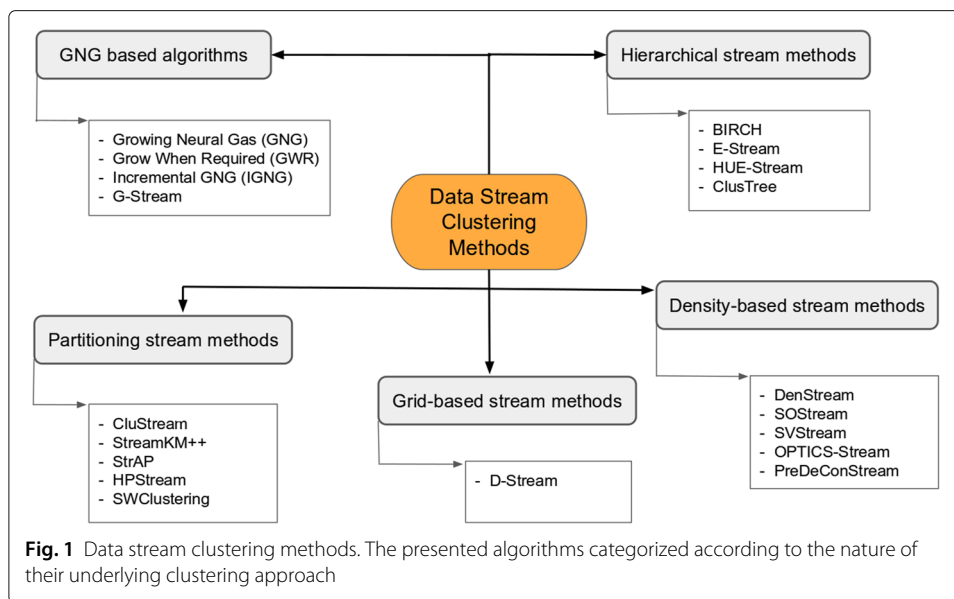 GNG based algorithms
- Growing Neural Gas (GNG)
- Grow When Required (GWR)
- Incremental GNG (IGNG)
- G-Stream
Hierarchical stream methods
- BIRCH
- E-Stream
- HUE-Stream
- ClusTree
Data Stream
Clustering
Methods
Partitioning stream methods
- CluStream
- StreamKM++
- StrAP
- HPStream
- SWClustering
Grid-based stream methods
- D-Stream
Density-based stream methods
- DenStream
- SOStream
- SVStream
- OPTICS-Stream
- PreDeConStream
Fig. 1 Data stream clustering methods. The presented algorithms categorized according to the nature of
their underlying clustering approach